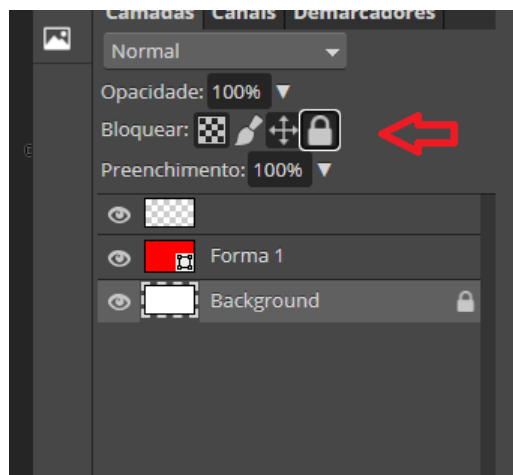 Camadas Canais Demarcadores
Normal
Opacidade: 100%
Bloquear:
Preenchimento: 100%
Forma 1
Background